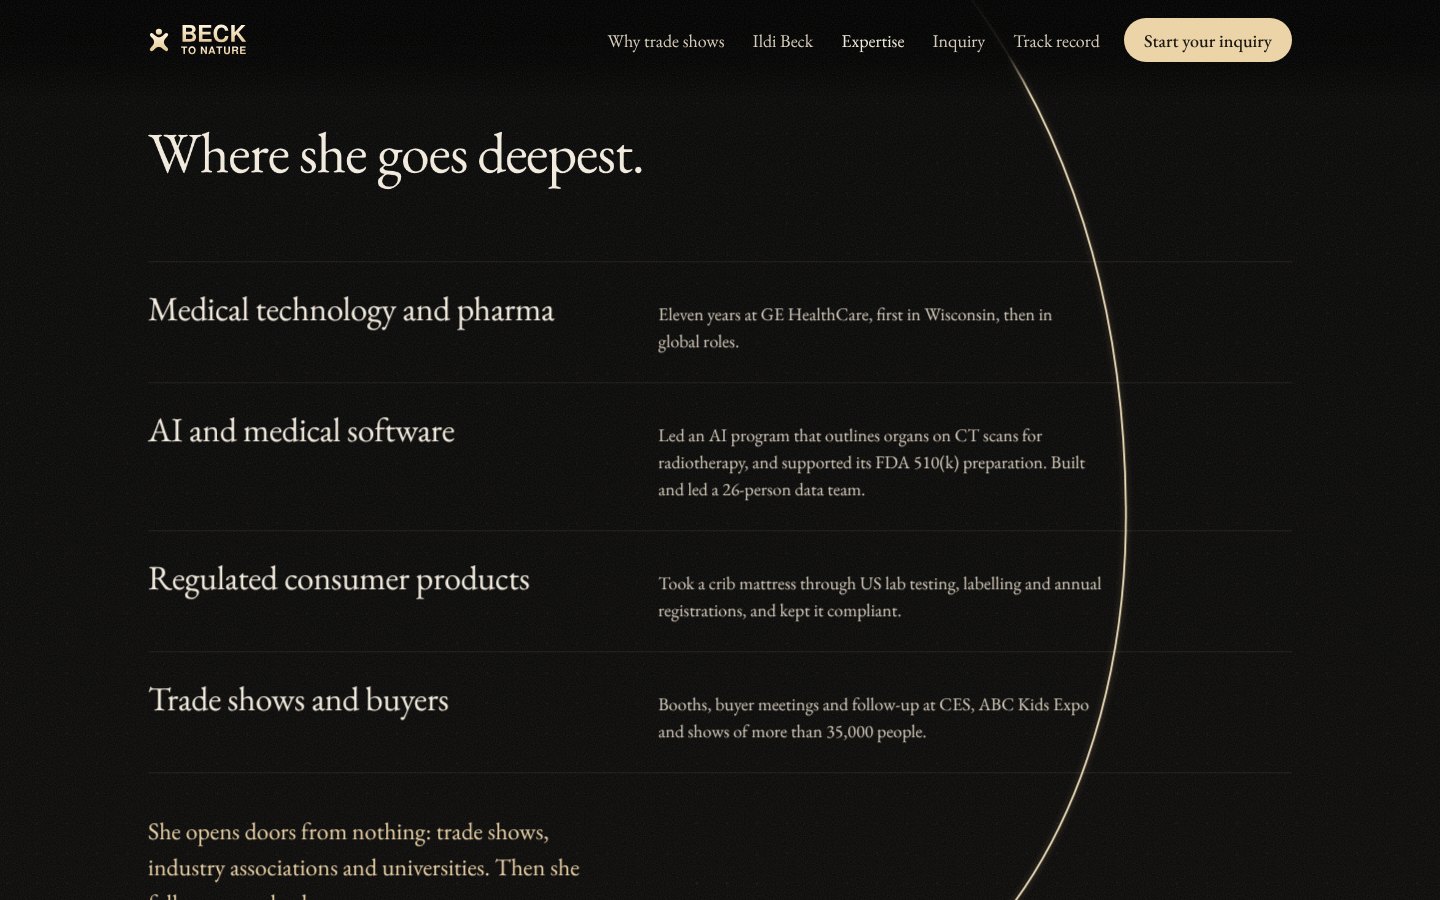 BECK
TO NATURE
Why trade shows
Ildi Beck
Expertise
Inquiry
Track record
Start your inquiry
Where she goes deepest.
Medical technology and pharma
Eleven years at GE HealthCare, first in Wisconsin, then in
global roles.
AI and medical software
Led an AI program that outlines organs on CT scans for
radiotherapy, and supported its FDA 510(k) preparation. Built
and led a 26-person data team.
Regulated consumer products
Took a crib mattress through US lab testing, labelling and annual
registrations, and kept it compliant.
Trade shows and buyers
Booths, buyer meetings and follow-up at CES, ABC Kids Expo
and shows of more than 35,000 people.
She opens doors from nothing: trade shows,
industry associations and universities. Then she